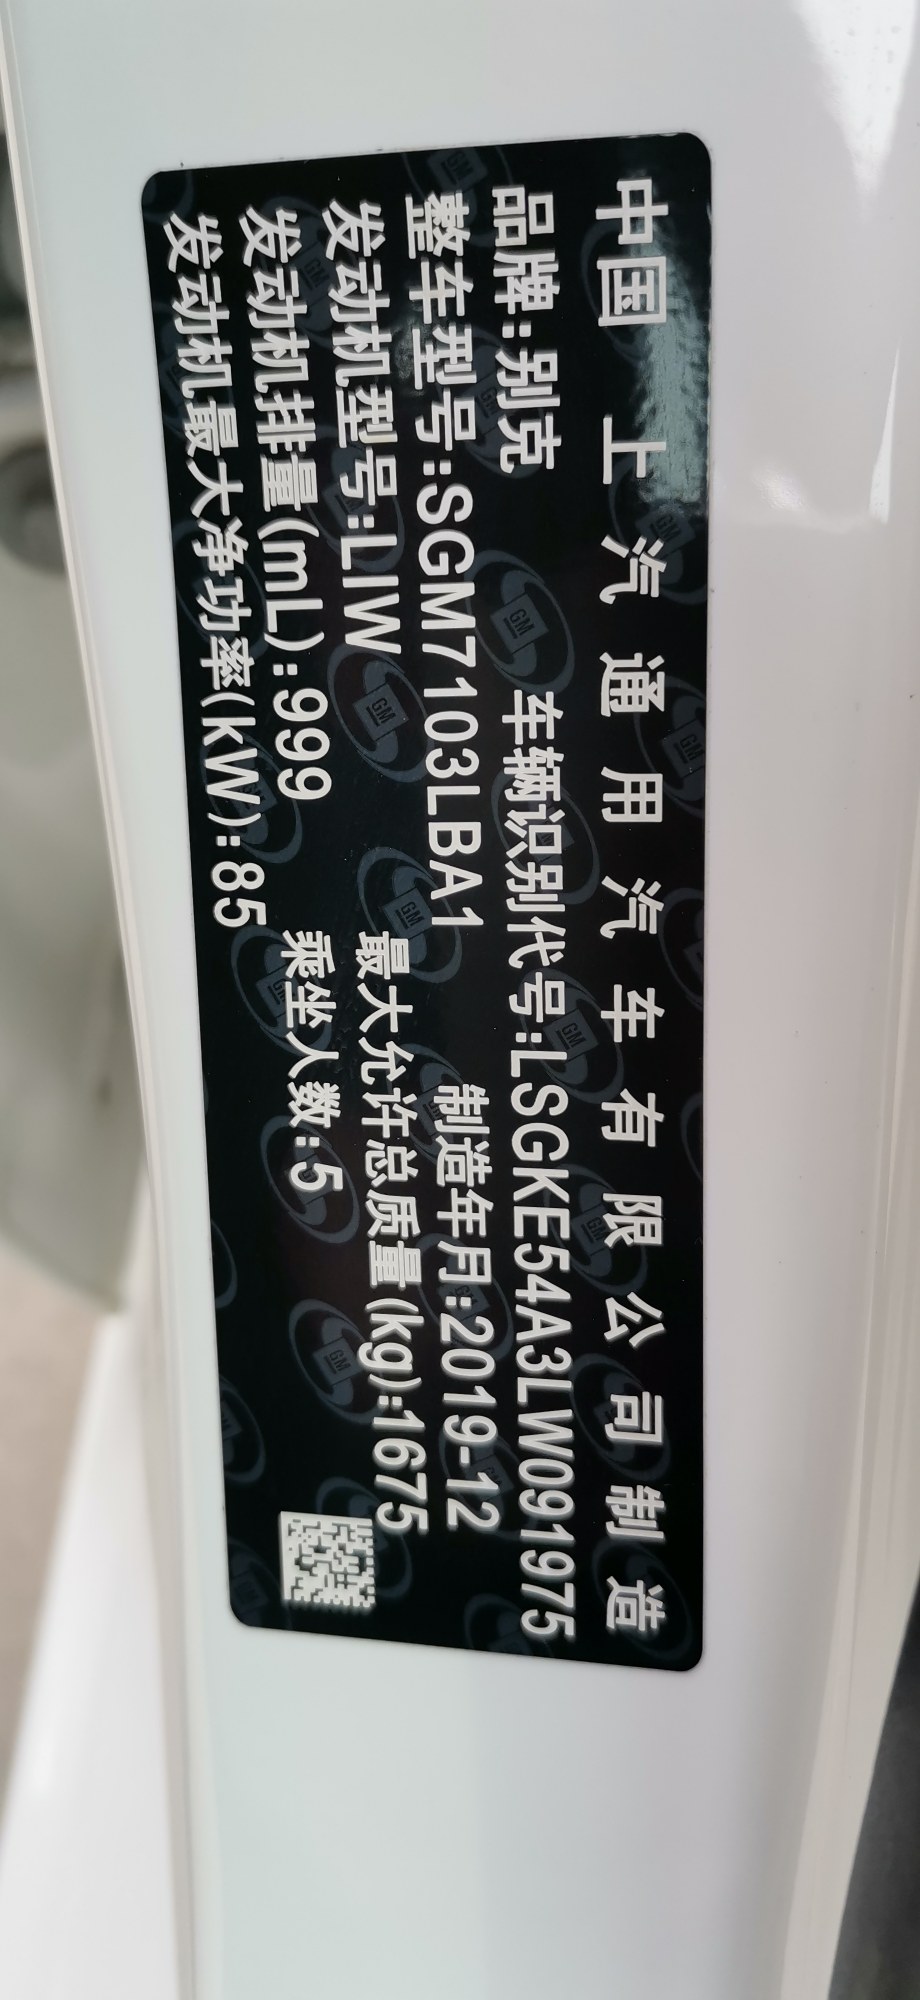 中国 上汽通用汽车有限公司制造
品牌:别克 车辆识别代号:LSGKE54A3LW091975
整车型号:SGM7103LBA1 制造年月:2019-12
发动机型号:LIW 最大允许总质量(kg):1675
发动机排量(mL):999 乘坐人数:5
发动机最大净功率(kW):85